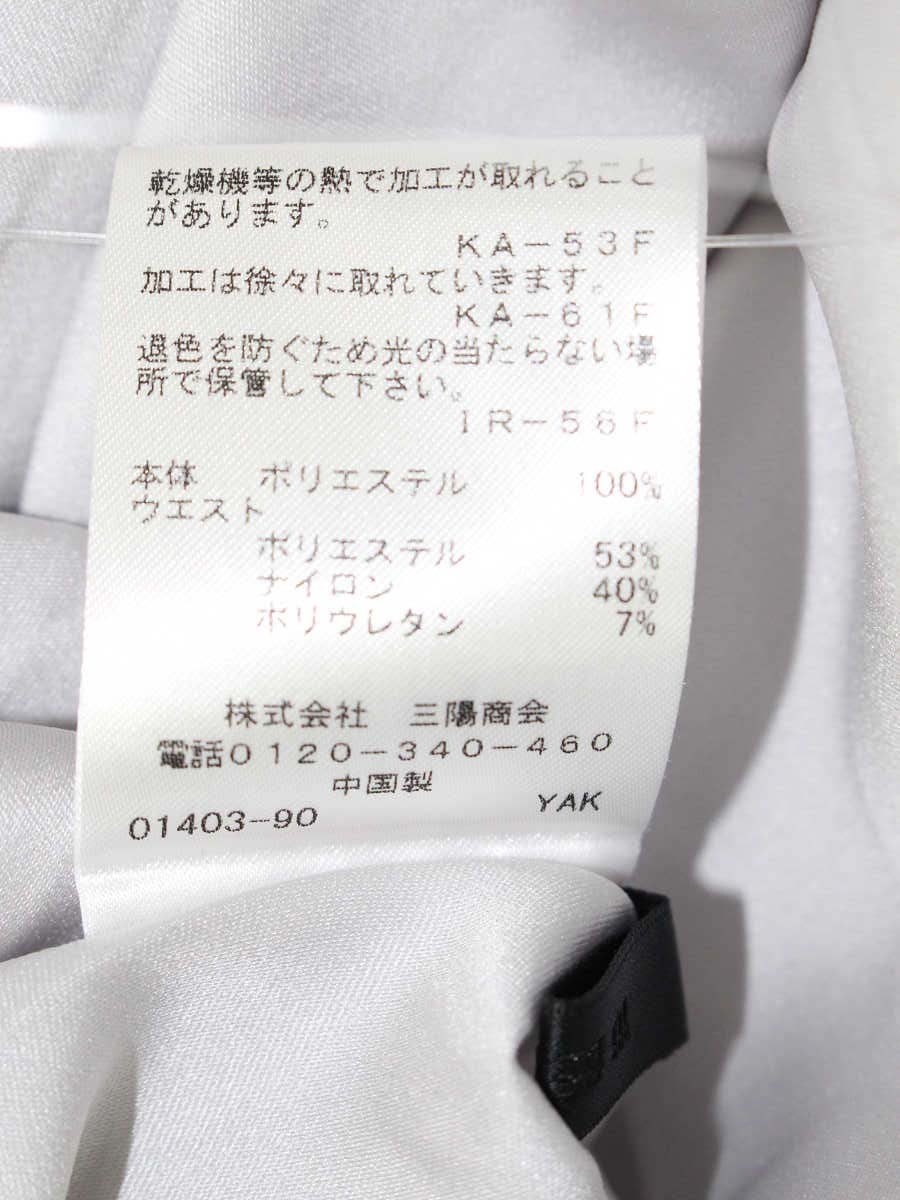 乾燥機等の熱で加工が取れること
があります。
KA-53F
加工は徐々に取れていきます。
KA-61F
退色を防ぐため光の当たらない場
所で保管して下さい。
IR-56F
本体 ポリエステル 100%
ウエスト
ポリエステル 53%
ナイロン 40%
ポリウレタン 7%
株式会社 三陽商会
電話0120-340-460
中国製
01403-90 YAK